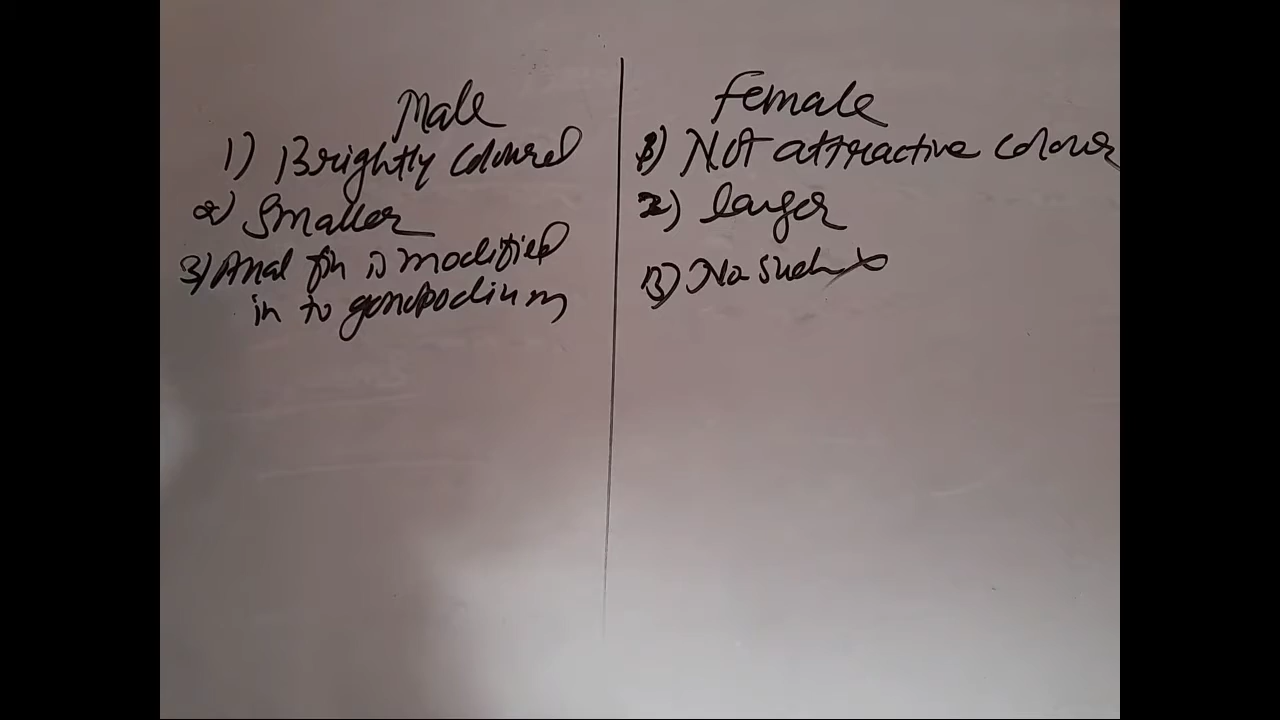 Male
1) Brightly coloured
2) Smaller
3) Anal fin is modified
in to gonopodium
Female
1) Not attractive colour
2) larger
3) No such